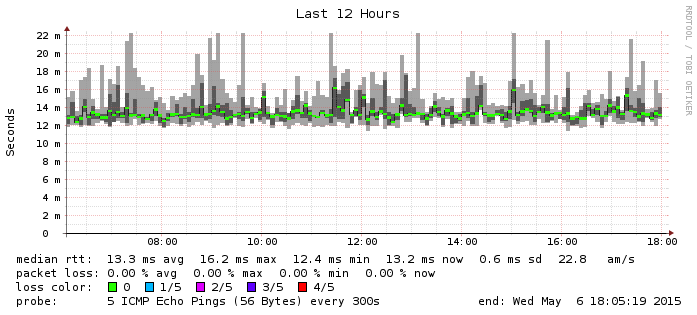 Last 12 Hours
RRDTOOL / TOBI OETIKER
Seconds
22 m
20 m
18 m
16 m
14 m
12 m
10 m
8 m
6 m
4 m
2 m
0
08:00 10:00 12:00 14:00 16:00 18:00
median rtt: 13.3 ms avg 16.2 ms max 12.4 ms min 13.2 ms now 0.6 ms sd 22.8 am/s
packet loss: 0.00 % avg 0.00 % max 0.00 % min 0.00 % now
loss color: 0 1/5 2/5 3/5 4/5
probe: 5 ICMP Echo Pings (56 Bytes) every 300s end: Wed May 6 18:05:19 2015